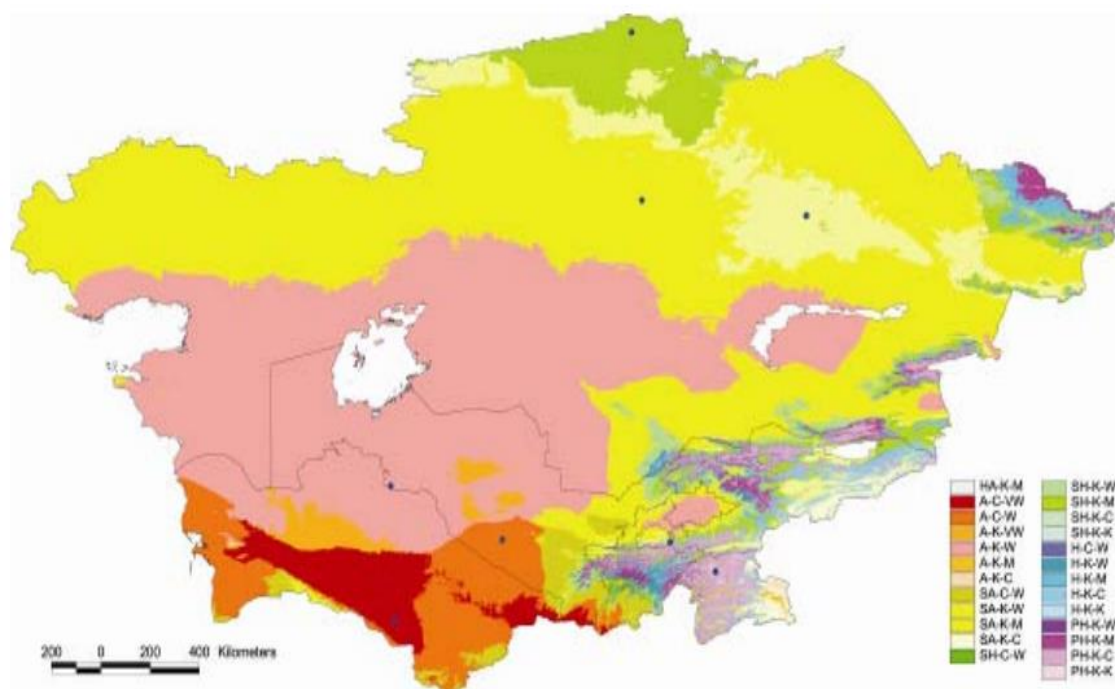 HA-K-M
A-C-VW
A-C-W
A-K-VW
A-K-W
A-K-M
A-K-C
SA-C-W
SA-K-W
SA-K-M
SA-K-C
SH-C-W
SH-K-W
SH-K-M
SH-K-C
SH-K-K
H-C-W
H-K-W
H-K-M
H-K-C
H-K-K
PH-K-W
PH-K-M
PH-K-C
PH-K-K
200 0 200 400 Kilometers